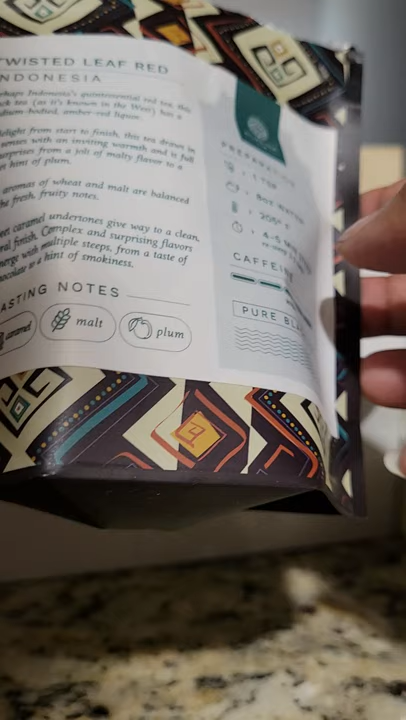 TWISTED LEAF RED
INDONESIA
perhaps Indonesia's quintessential red tea, this
tea (as it's known in the West) has a
medium-bodied, amber-red liquor.
delight from start to finish, this tea draws in
senses with an inviting warmth and is full
surprises from a jolt of malty flavor to a
hint of plum.
aromas of wheat and malt are balanced
the fresh, fruity notes.
caramel undertones give way to a clean,
finish. Complex and surprising flavors
with multiple steeps, from a taste of
chocolate to a hint of smokiness.
TASTING NOTES
caramel
malt
plum
PREPARATION
1 TSP
8oz WATER
205° F
4-5
CAFFEINE
PURE